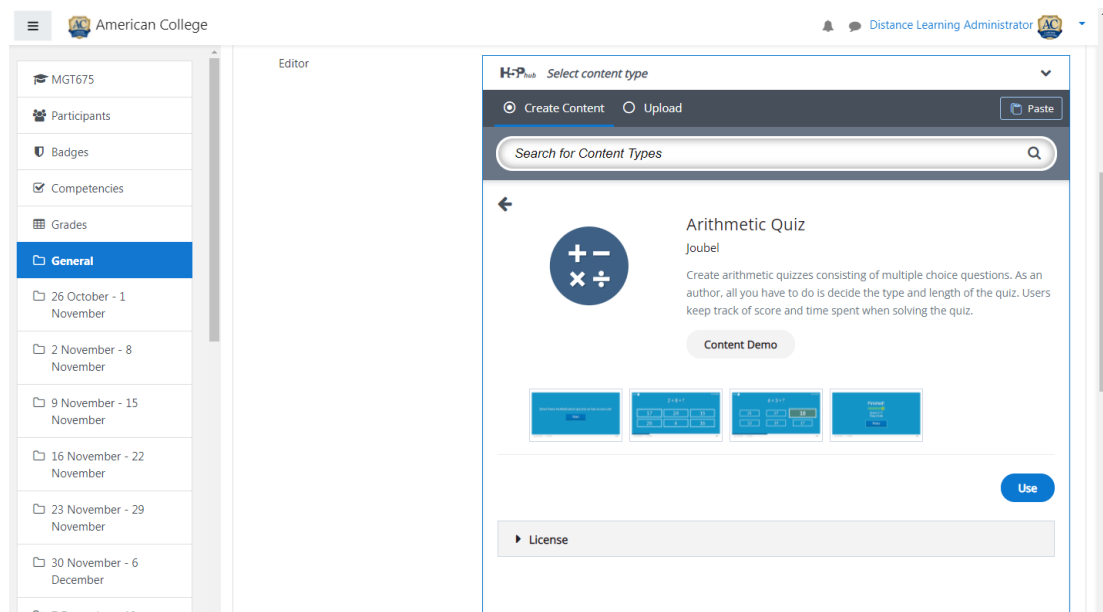 American College
Distance Learning Administrator
MGT675
Participants
Badges
Competencies
Grades
General
26 October - 1
November
2 November - 8
November
9 November - 15
November
16 November - 22
November
23 November - 29
November
30 November - 6
December
Editor
H5P hub Select content type
Create Content Upload Paste
Search for Content Types
Arithmetic Quiz
Joubel
Create arithmetic quizzes consisting of multiple choice questions. As an
author, all you have to do is decide the type and length of the quiz. Users
keep track of score and time spent when solving the quiz.
Content Demo
Use
License